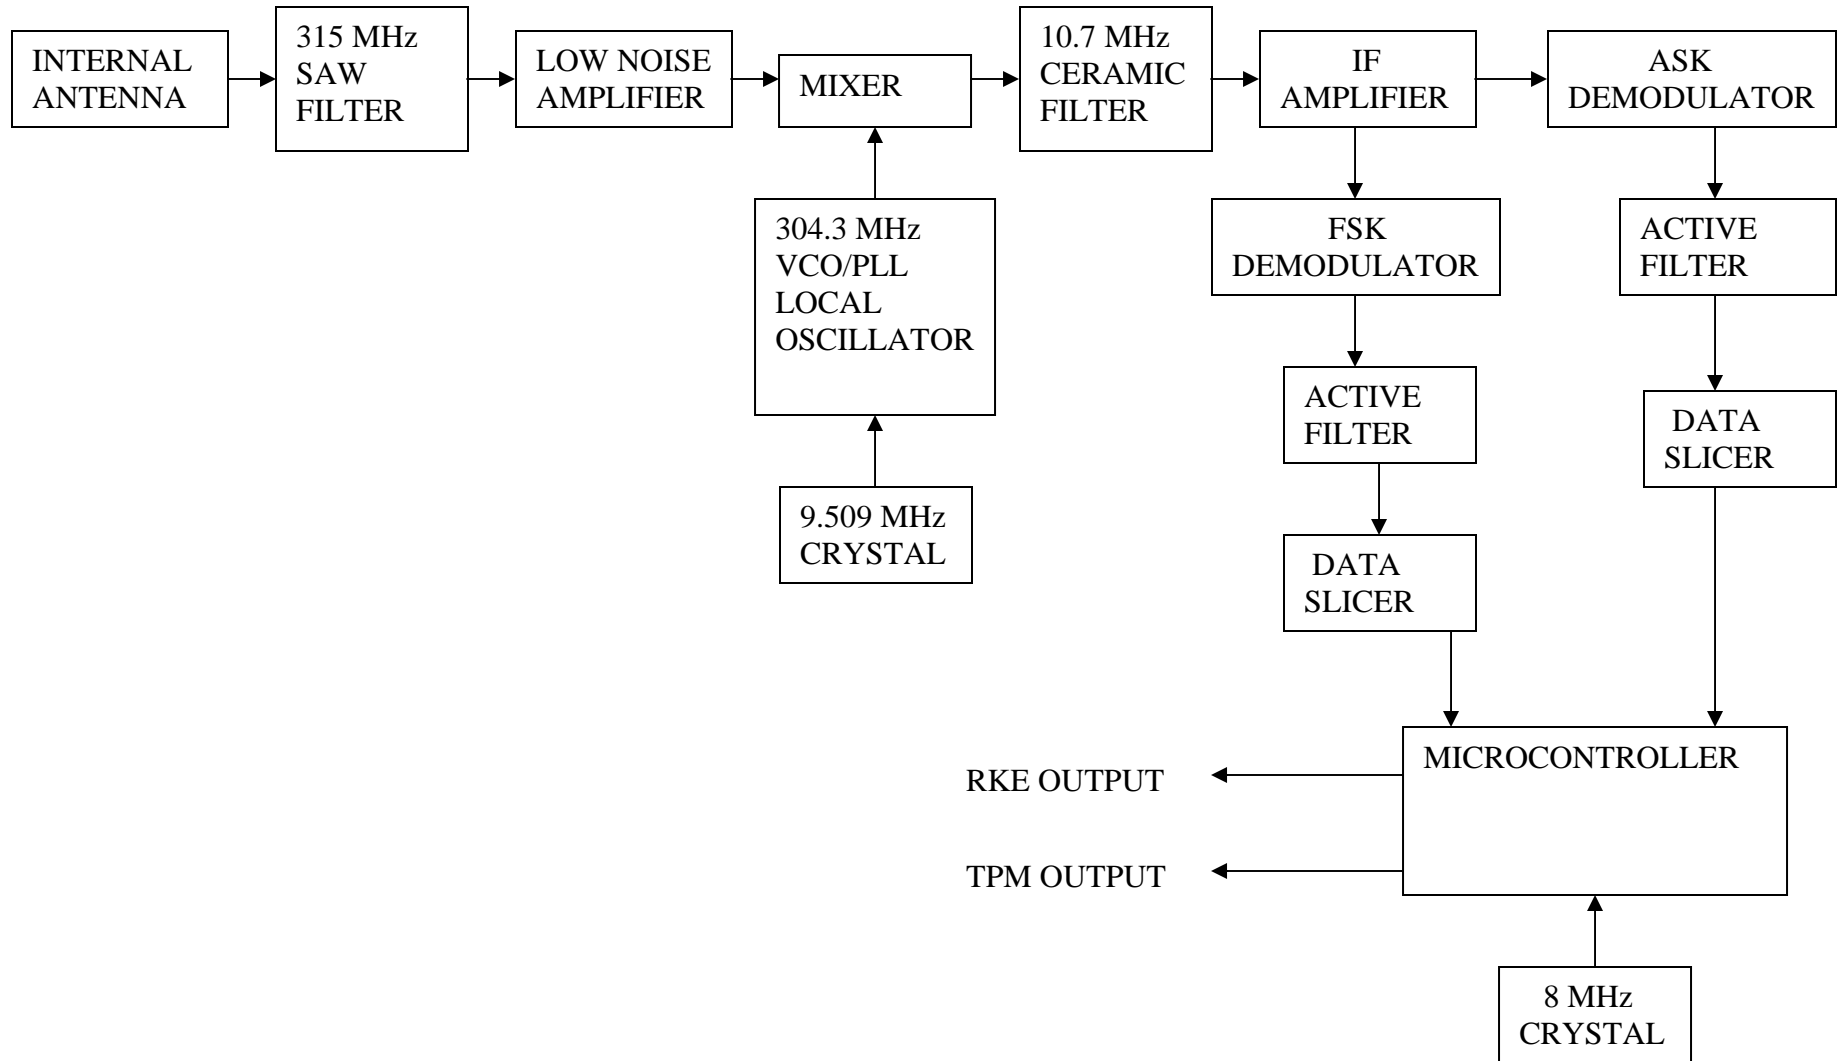 INTERNAL
ANTENNA
315 MHz
SAW
FILTER
LOW NOISE
AMPLIFIER
MIXER
10.7 MHz
CERAMIC
FILTER
IF
AMPLIFIER
ASK
DEMODULATOR
304.3 MHz
VCO/PLL
LOCAL
OSCILLATOR
FSK
DEMODULATOR
ACTIVE
FILTER
ACTIVE
FILTER
DATA
SLICER
9.509 MHz
CRYSTAL
DATA
SLICER
MICROCONTROLLER
RKE OUTPUT
TPM OUTPUT
8 MHz
CRYSTAL